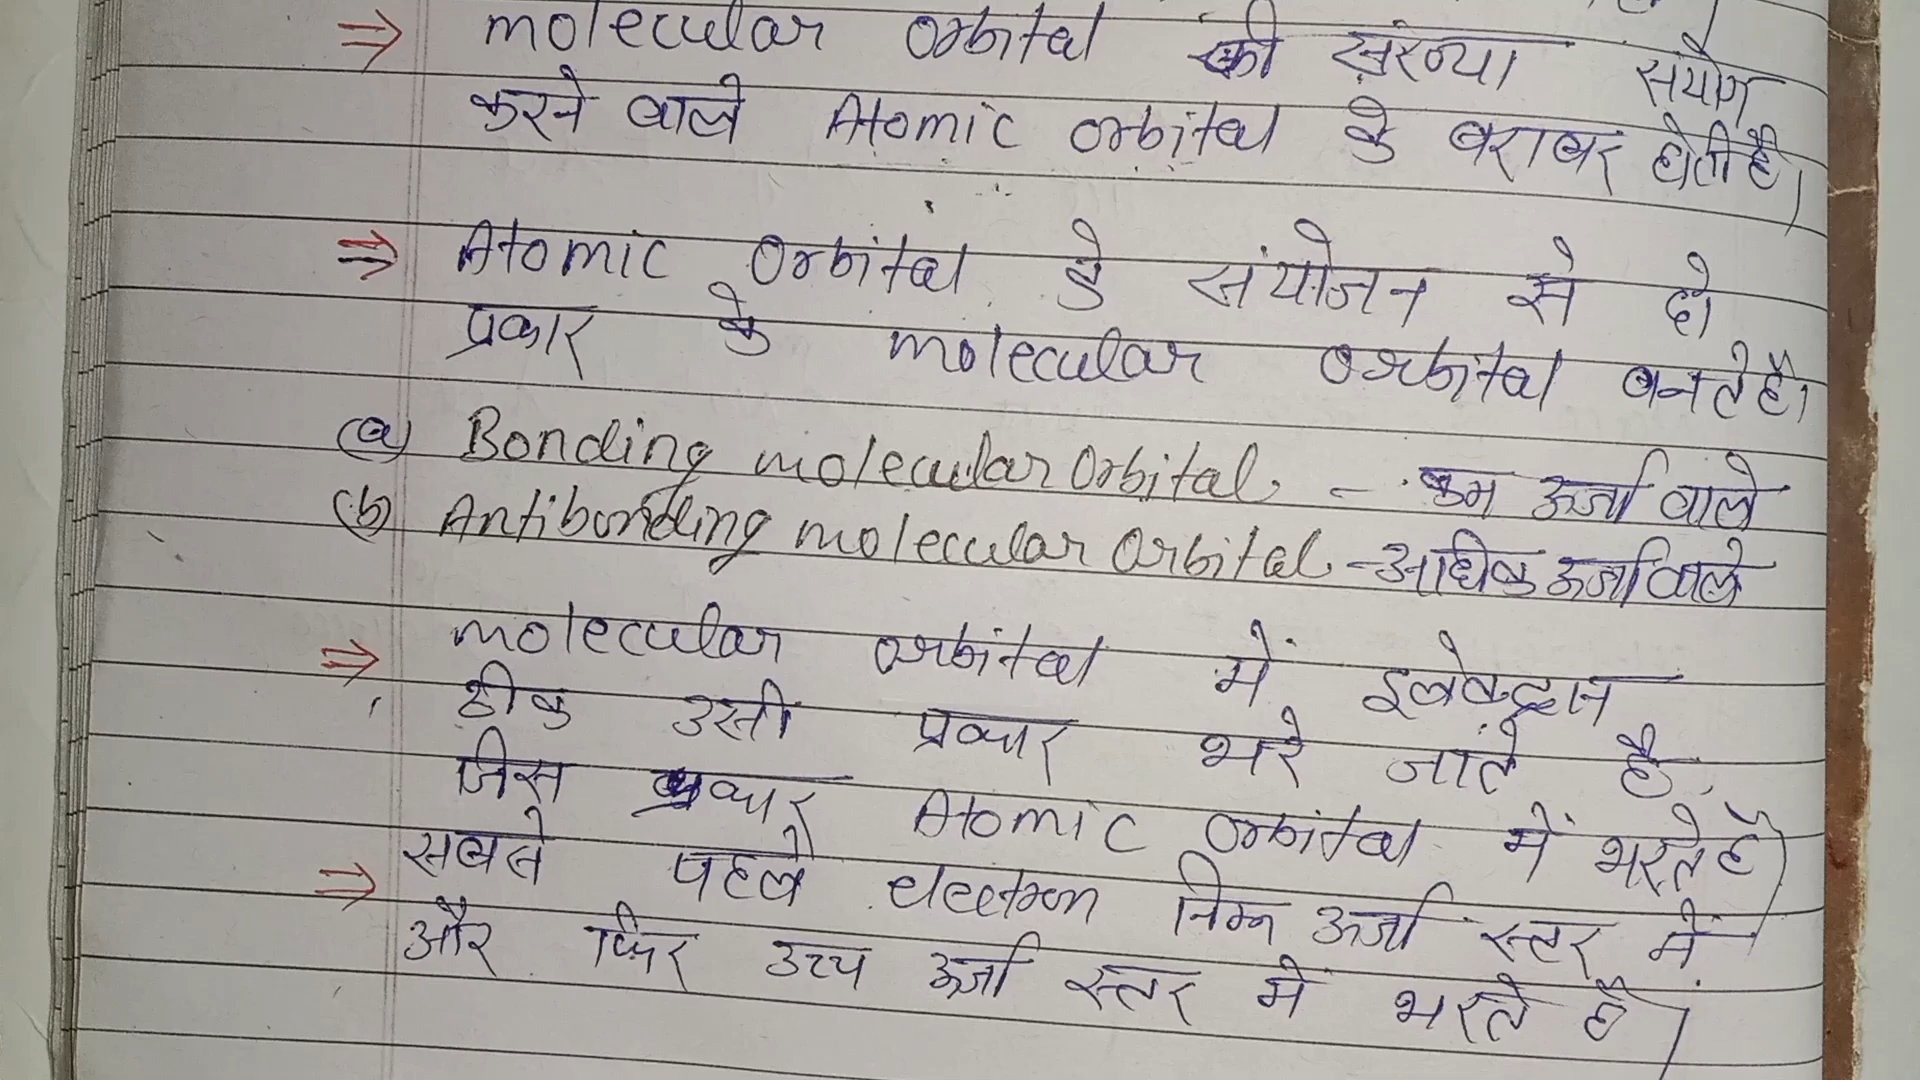 ⇒ molecular orbital की संख्या संयोग
करने वाले Atomic orbital के बराबर होती है।
⇒ Atomic Orbital के संयोजन से दो
प्रकार के molecular orbital बनते है।
(a) Bonding molecular Orbital - कम ऊर्जा वाले
(b) Antibonding molecular Orbital - अधिक ऊर्जा वाले
⇒ molecular orbital में इलेक्ट्रान
ठीक उसी प्रकार भरे जाते है,
जिस प्रकार Atomic orbital में भरते है।
⇒ सबसे पहले electron निम्न ऊर्जा स्तर में
और फिर उच्च ऊर्जा स्तर में भरते है।